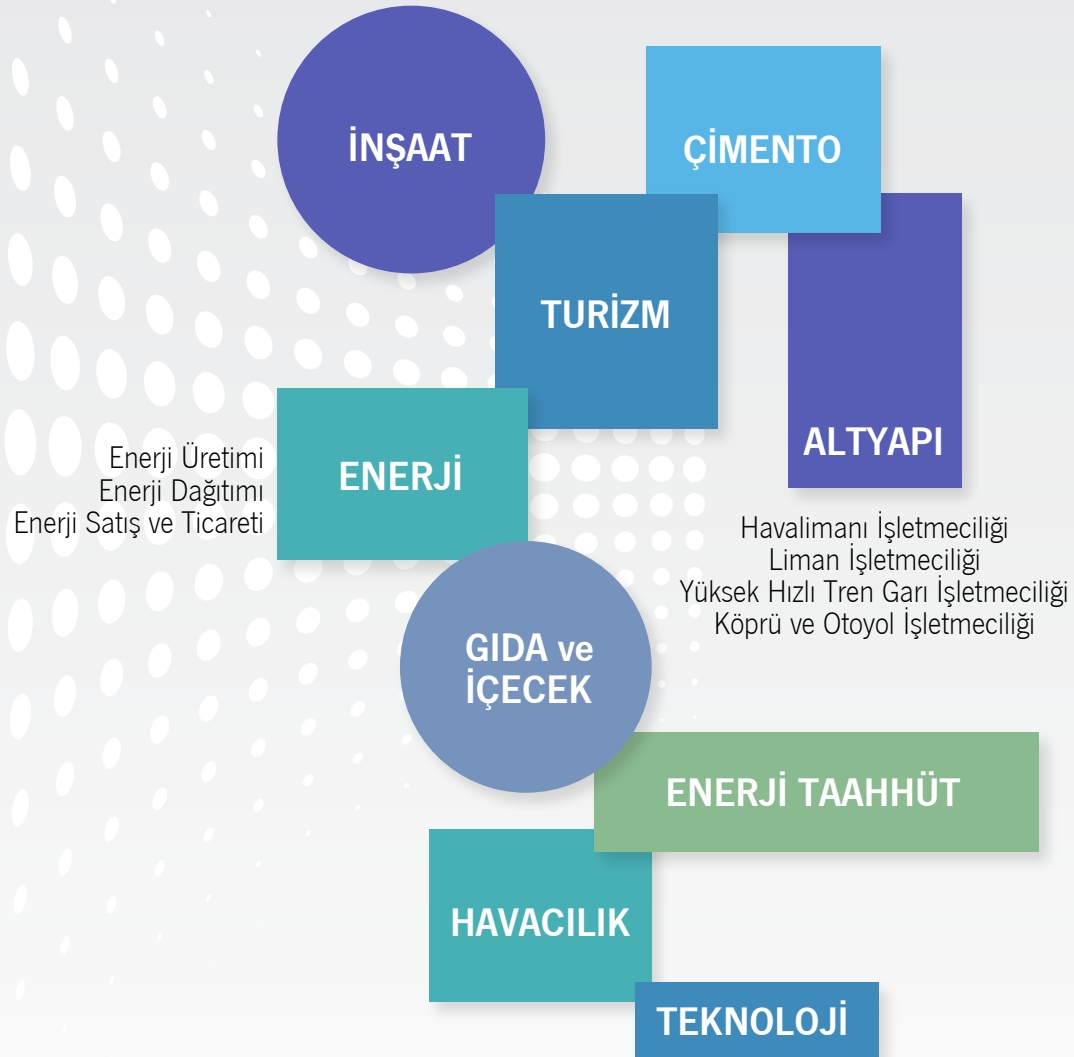 İNŞAAT
ÇİMENTO
TURİZM
ALTYAPI
Havalimanı İşletmeciliği
Liman İşletmeciliği
Yüksek Hızlı Tren Garı İşletmeciliği
Köprü ve Otoyol İşletmeciliği
ENERJİ
Enerji Üretimi
Enerji Dağıtımı
Enerji Satış ve Ticareti
GIDA ve
İÇECEK
ENERJİ TAAHHÜT
HAVACILIK
TEKNOLOJİ